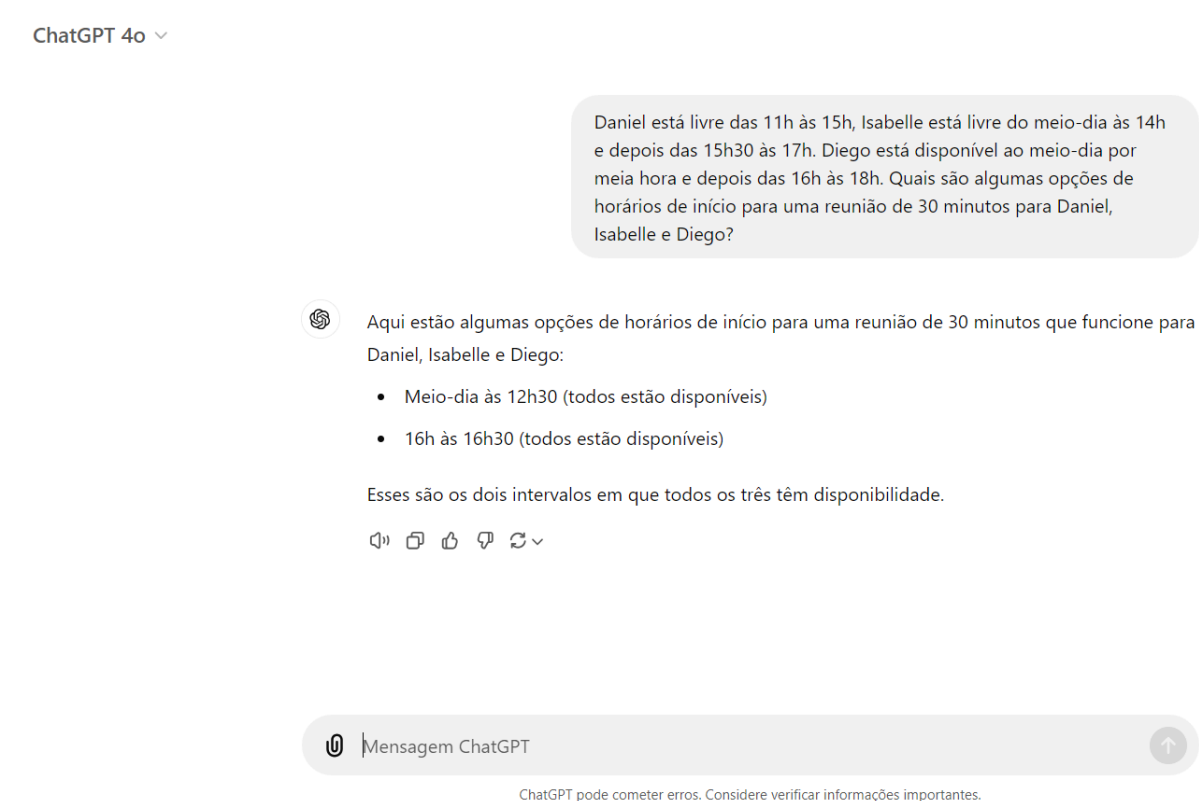 ChatGPT 4o
Daniel está livre das 11h às 15h, Isabelle está livre do meio-dia às 14h
e depois das 15h30 às 17h. Diego está disponível ao meio-dia por
meia hora e depois das 16h às 18h. Quais são algumas opções de
horários de início para uma reunião de 30 minutos para Daniel,
Isabelle e Diego?
Aqui estão algumas opções de horários de início para uma reunião de 30 minutos que funcione para
Daniel, Isabelle e Diego:
• Meio-dia às 12h30 (todos estão disponíveis)
• 16h às 16h30 (todos estão disponíveis)
Esses são os dois intervalos em que todos os três têm disponibilidade.
Mensagem ChatGPT
ChatGPT pode cometer erros. Considere verificar informações importantes.